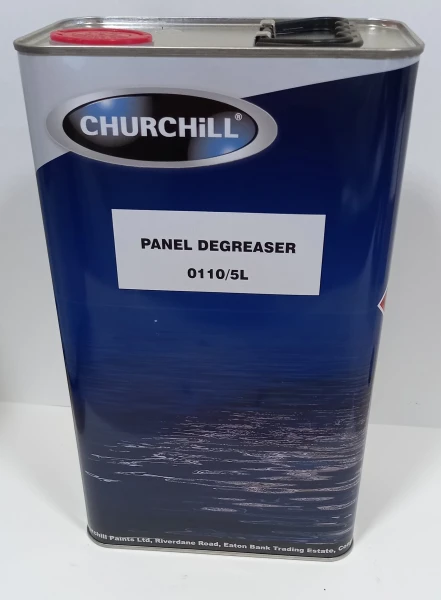 CHURCHiLL®
PANEL DEGREASER
0110/5L
Paints Ltd, Riverdane Road, Eaton Bank Trading Estate,